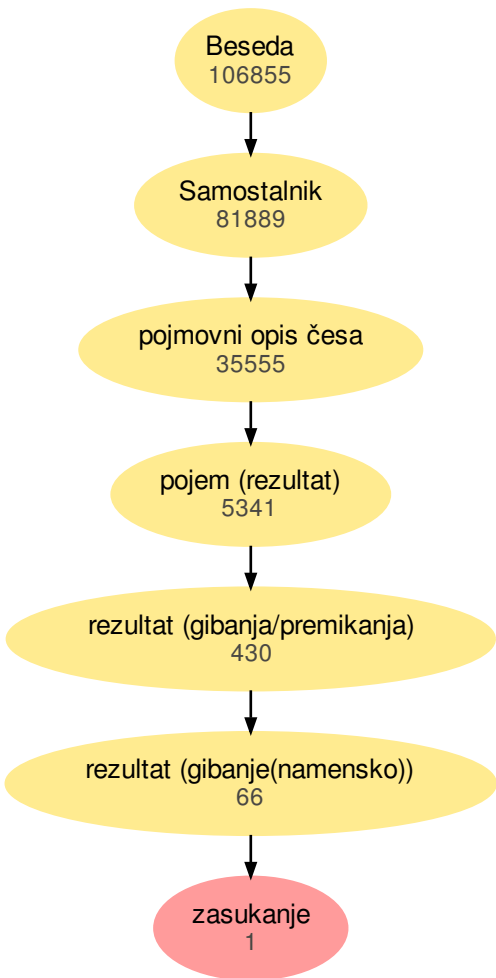 Beseda
106855
Samostalnik
81889
pojmovni opis česa
35555
pojem (rezultat)
5341
rezultat (gibanja/premikanja)
430
rezultat (gibanje(namensko))
66
zasukanje
1